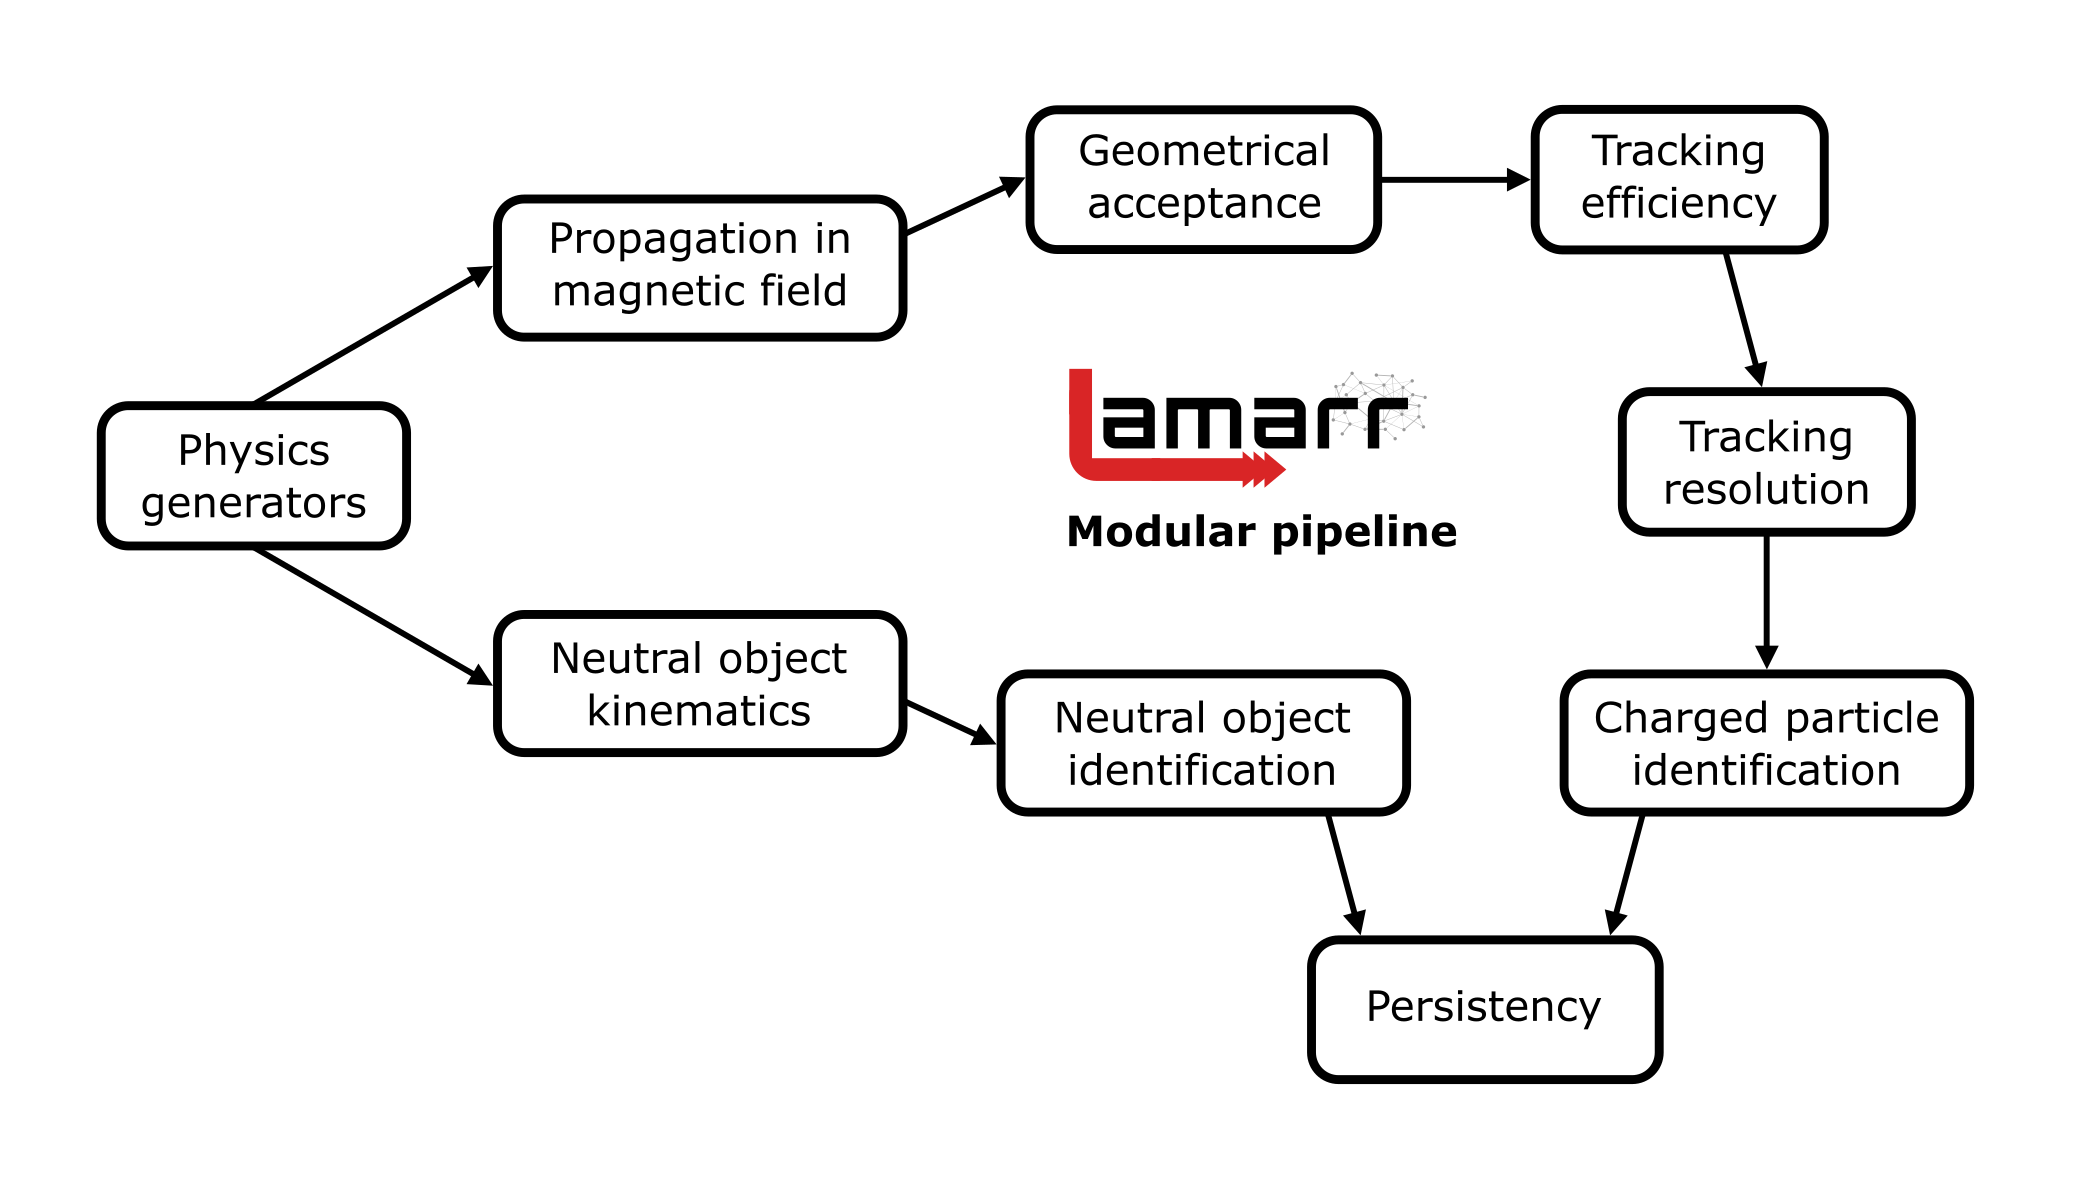 Geometrical
acceptance
Tracking
efficiency
Propagation in
magnetic field
Lamarr
Modular pipeline
Physics
generators
Tracking
resolution
Neutral object
kinematics
Neutral object
identification
Charged particle
identification
Persistency